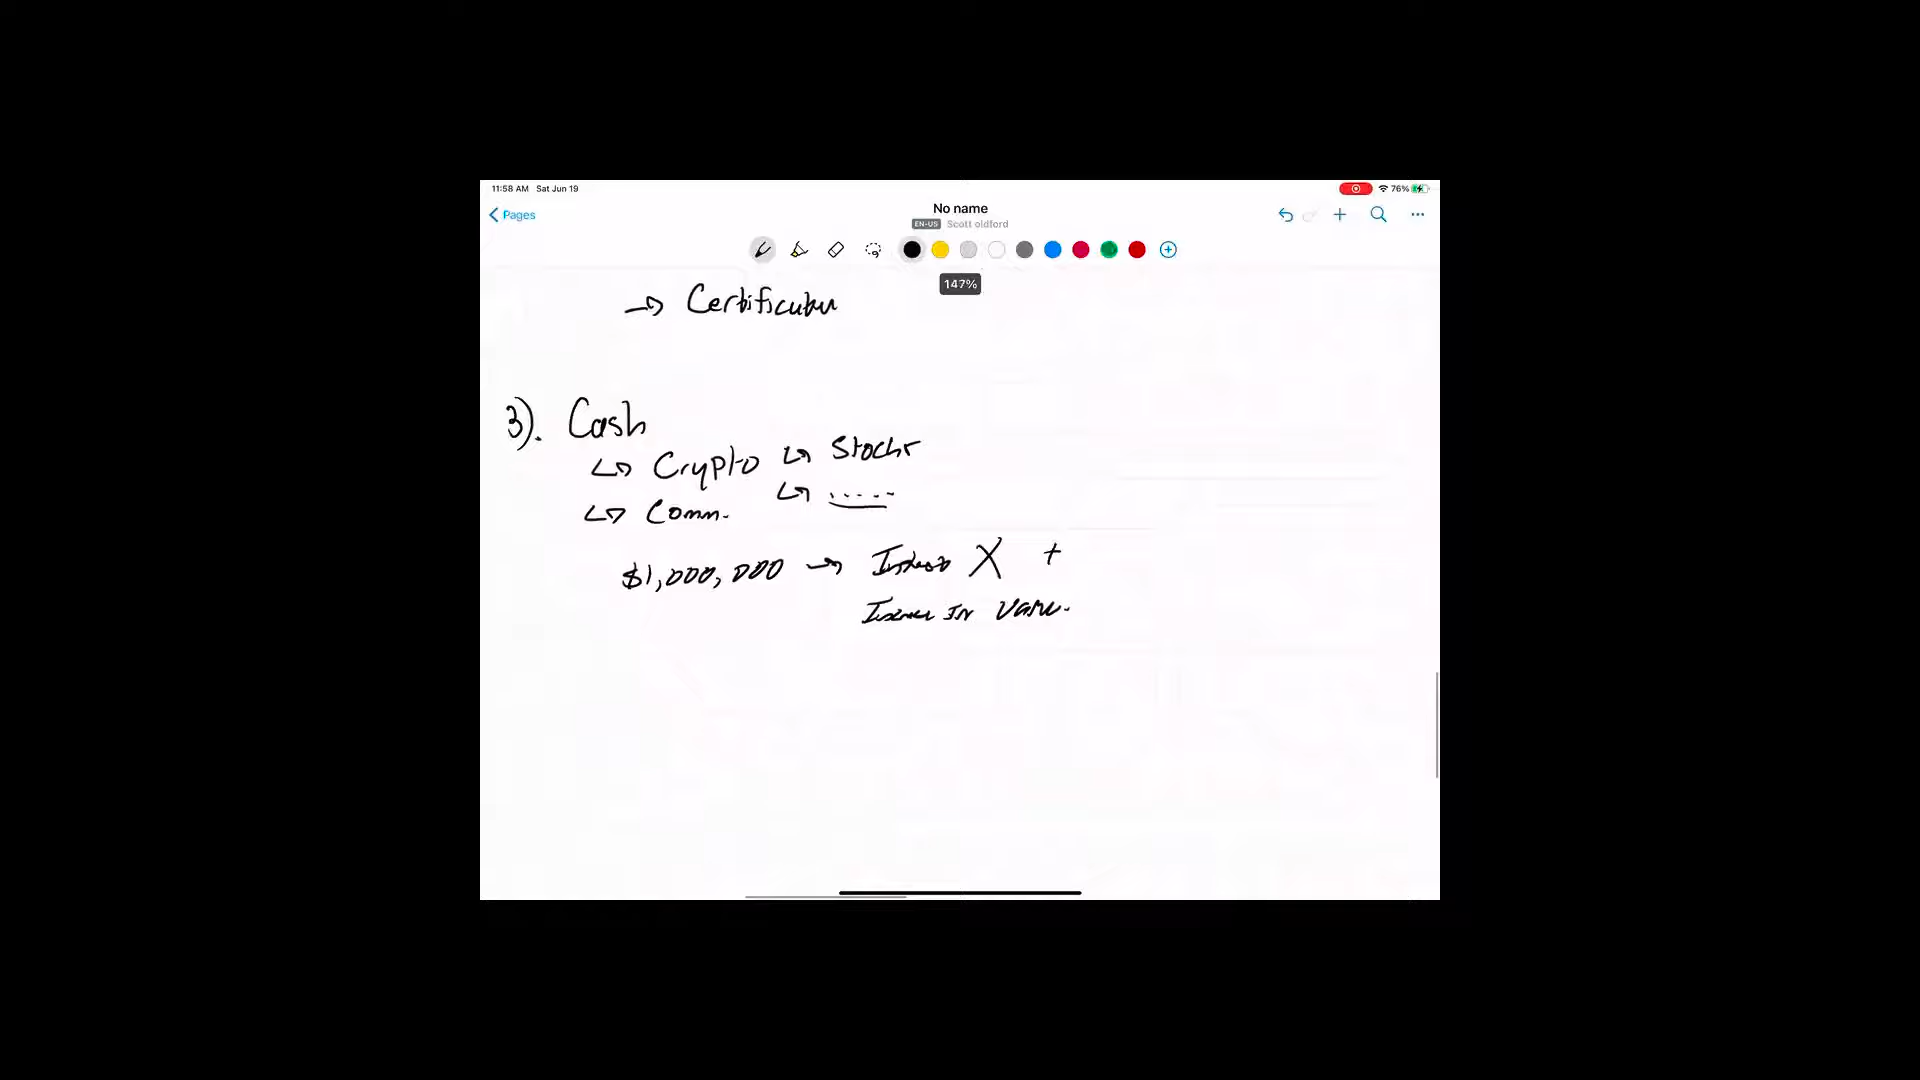 11:58 AM Sat Jun 19
76%
Pages
No name
EN-US Scott oldford
147%
→ Certification
3). Cash
↳ Crypto ↳ Stocks
↳ .....
↳ Comm.
$1,000,000 → X +
In